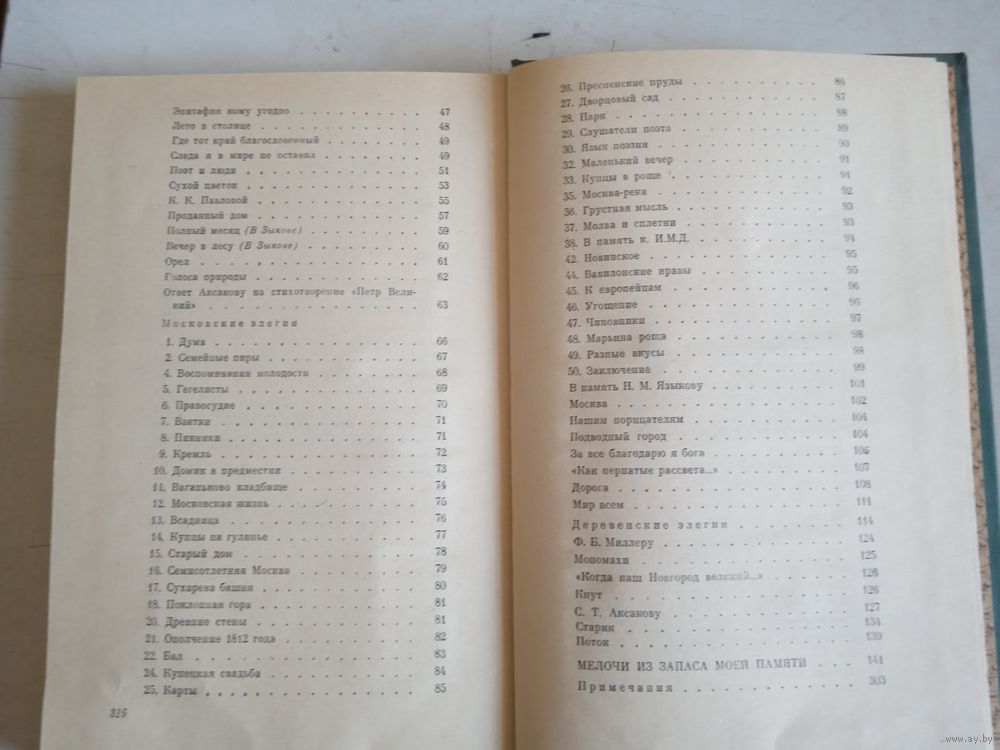 Эпитафия кому угодно . . . . . . . . 47
Лето в столице . . . . . . . . 48
Где тот край благословенный . . . . . . . . 49
Следа я в мире не оставил . . . . . . . . 49
Поэт и люди . . . . . . . . 51
Сухой цветок . . . . . . . . 53
К. К. Павловой . . . . . . . . 55
Проданный дом . . . . . . . . 57
Полный месяц (В Зыкове) . . . . . . . . 59
Вечер в лесу (В Зыкове) . . . . . . . . 60
Орел . . . . . . . . 61
Голоса природы . . . . . . . . 62
Ответ Аксакову на стихотворение «Петр Вели-
кий» . . . . . . . . 63
Московские элегии
1. Дума . . . . . . . . 66
2. Семейные пиры . . . . . . . . 67
4. Воспоминания молодости . . . . . . . . 68
5. Гегелисты . . . . . . . . 69
6. Правосудие . . . . . . . . 70
7. Взятки . . . . . . . . 71
8. Пикники . . . . . . . . 71
9. Кремль . . . . . . . . 72
10. Домик в предместии . . . . . . . . 73
11. Ваганьково кладбище . . . . . . . . 74
12. Московская жизнь . . . . . . . . 75
13. Всадница . . . . . . . . 76
14. Купцы на гулянье . . . . . . . . 77
15. Старый дом . . . . . . . . 78
16. Семисотлетняя Москва . . . . . . . . 79
17. Сухарева башня . . . . . . . . 80
18. Поклонная гора . . . . . . . . 81
20. Древние стены . . . . . . . . 81
21. Ополчение 1812 года . . . . . . . . 82
22. Бал . . . . . . . . 83
24. Купецкая свадьба . . . . . . . . 84
25. Карты . . . . . . . . 85
316
26. Пресненские пруды . . . . . . . . 86
27. Дворцовый сад . . . . . . . . 87
28. Парк . . . . . . . . 88
29. Слушатели поэта . . . . . . . . 89
30. Язык поэзии . . . . . . . . 90
32. Маленький вечер . . . . . . . . 91
33. Купцы в роще . . . . . . . . 91
35. Москва-река . . . . . . . . 92
36. Грустная мысль . . . . . . . . 93
37. Молва и сплетни . . . . . . . . 93
38. В память к. И.М.Д. . . . . . . . . 94
42. Новинское . . . . . . . . 95
44. Вавилонские нравы . . . . . . . . 95
45. К европейцам . . . . . . . . 96
46. Угощение . . . . . . . . 96
47. Чиновники . . . . . . . . 97
48. Марьина роща . . . . . . . . 98
49. Разные вкусы . . . . . . . . 98
50. Заключение . . . . . . . . 99
В память Н. М. Языкову . . . . . . . . 101
Москва . . . . . . . . 102
Нашим порицателям . . . . . . . . 104
Подводный город . . . . . . . . 104
За все благодарю я бога . . . . . . . . 106
«Как пернатые рассвета...» . . . . . . . . 107
Дорога . . . . . . . . 108
Мир всем . . . . . . . . 111
Деревенские элегии . . . . . . . . 114
Ф. Б. Миллеру . . . . . . . . 124
Мономахи . . . . . . . . 125
«Когда наш Новгород великий...» . . . . . . . . 126
Кнут . . . . . . . . 126
С. Т. Аксакову . . . . . . . . 127
Старик . . . . . . . . 134
Поток . . . . . . . . 139
МЕЛОЧИ ИЗ ЗАПАСА МОЕЙ ПАМЯТИ . . . 141
Примечания . . . . . . . . 303
www.ay.by